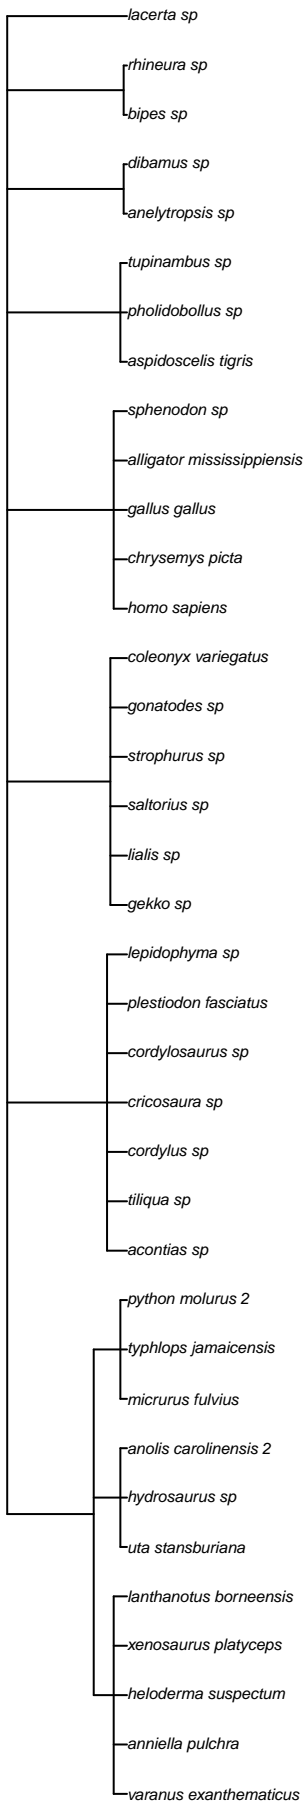 lacerta sp
rhineura sp
bipes sp
dibamus sp
anelytropsis sp
tupinambus sp
pholidobollus sp
aspidoscelis tigris
sphenodon sp
alligator mississippiensis
gallus gallus
chrysemys picta
homo sapiens
coleonyx variegatus
gonatodes sp
strophurus sp
saltorius sp
lialis sp
gekko sp
lepidophyma sp
plestiodon fasciatus
cordylosaurus sp
cricosaura sp
cordylus sp
tiliqua sp
acontias sp
python molurus 2
typhlops jamaicensis
micrurus fulvius
anolis carolinensis 2
hydrosaurus sp
uta stansburiana
lanthanotus borneensis
xenosaurus platyceps
heloderma suspectum
anniella pulchra
varanus exanthematicus